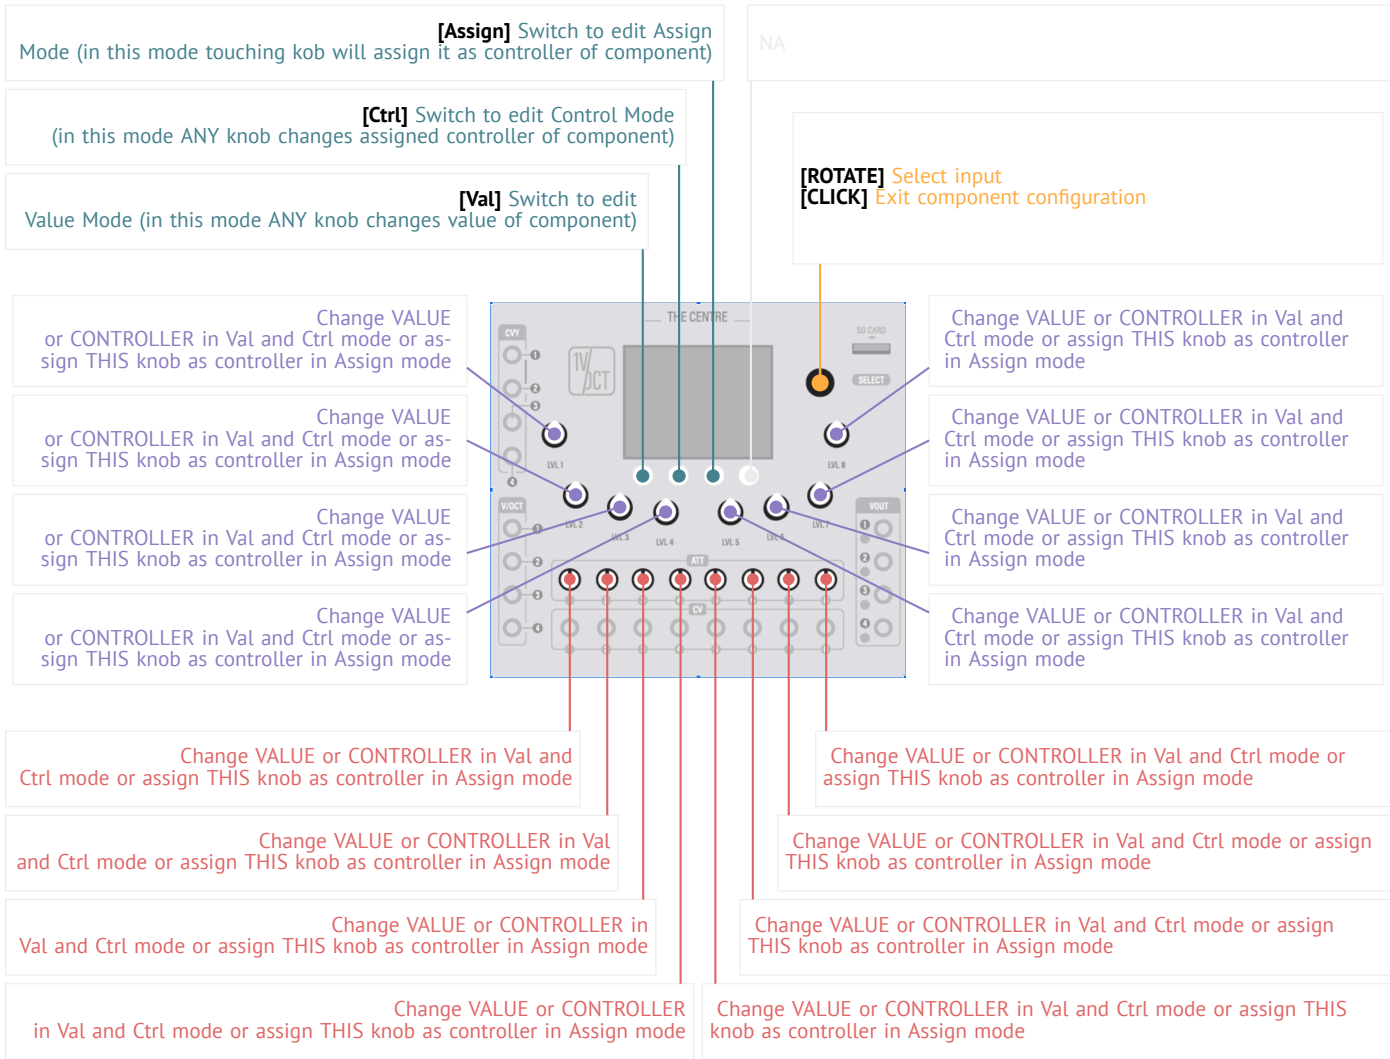 [Assign] Switch to edit Assign
Mode (in this mode touching kob will assign it as controller of component)
NA
[Ctrl] Switch to edit Control Mode
(in this mode ANY knob changes assigned controller of component)
[ROTATE] Select input
[CLICK] Exit component configuration
[Val] Switch to edit
Value Mode (in this mode ANY knob changes value of component)
Change VALUE
or CONTROLLER in Val and Ctrl mode or as-
sign THIS knob as controller in Assign mode
Change VALUE
or CONTROLLER in Val and Ctrl mode or as-
sign THIS knob as controller in Assign mode
Change VALUE
or CONTROLLER in Val and Ctrl mode or as-
sign THIS knob as controller in Assign mode
Change VALUE
or CONTROLLER in Val and Ctrl mode or as-
sign THIS knob as controller in Assign mode
THE CENTRE
CVY
1V/OCT
SD CARD
SELECT
1
2
3
4
LVL 1
LVL 8
LVL 2
LVL 3
LVL 4
LVL 5
LVL 6
LVL 7
V/OCT
1
2
3
4
VOUT
1
2
3
4
ATT
CV
Change VALUE or CONTROLLER in Val and
Ctrl mode or assign THIS knob as controller
in Assign mode
Change VALUE or CONTROLLER in Val and
Ctrl mode or assign THIS knob as controller
in Assign mode
Change VALUE or CONTROLLER in Val and
Ctrl mode or assign THIS knob as controller
in Assign mode
Change VALUE or CONTROLLER in Val and
Ctrl mode or assign THIS knob as controller
in Assign mode
Change VALUE or CONTROLLER in Val and
Ctrl mode or assign THIS knob as controller in Assign mode
Change VALUE or CONTROLLER in Val and Ctrl mode or
assign THIS knob as controller in Assign mode
Change VALUE or CONTROLLER in Val
and Ctrl mode or assign THIS knob as controller in Assign mode
Change VALUE or CONTROLLER in Val and Ctrl mode or assign
THIS knob as controller in Assign mode
Change VALUE or CONTROLLER in
Val and Ctrl mode or assign THIS knob as controller in Assign mode
Change VALUE or CONTROLLER in Val and Ctrl mode or assign
THIS knob as controller in Assign mode
Change VALUE or CONTROLLER
in Val and Ctrl mode or assign THIS knob as controller in Assign mode
Change VALUE or CONTROLLER in Val and Ctrl mode or assign THIS
knob as controller in Assign mode